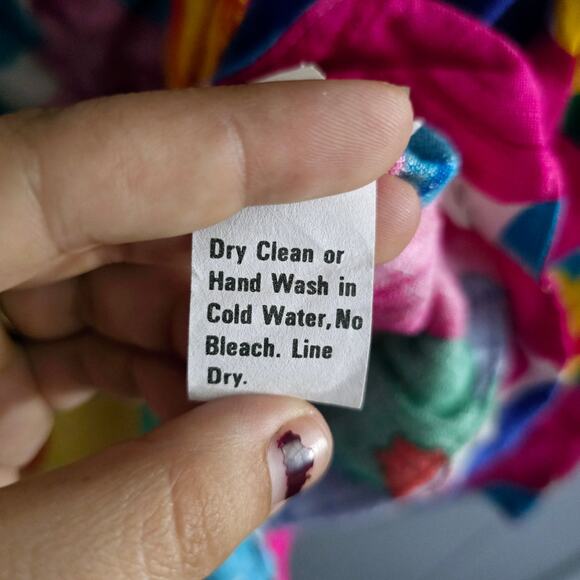 Dry Clean or
Hand Wash in
Cold Water, No
Bleach. Line
Dry.